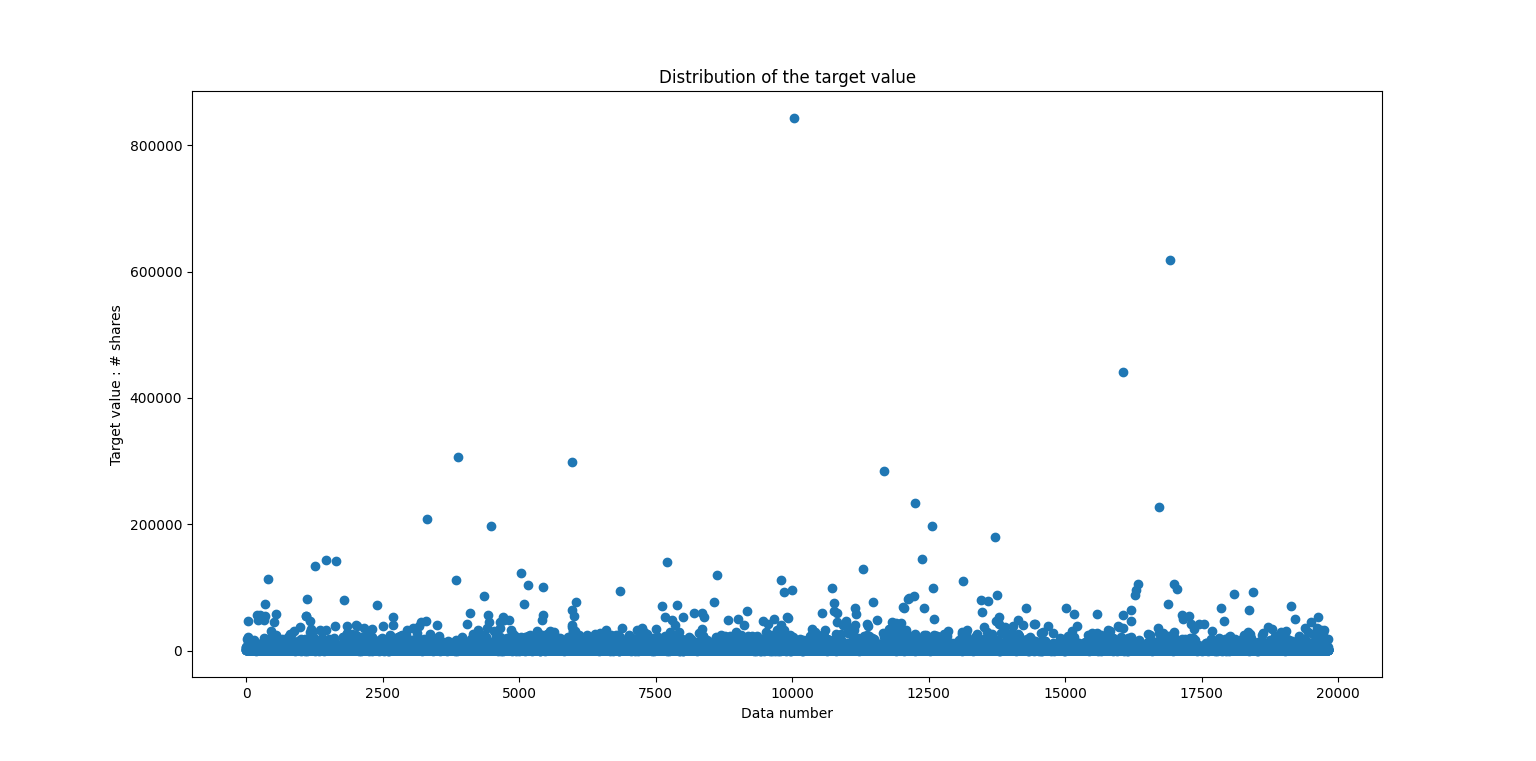 Distribution of the target value
800000
600000
400000
200000
0
Target value : # shares
0 2500 5000 7500 10000 12500 15000 17500 20000
Data number